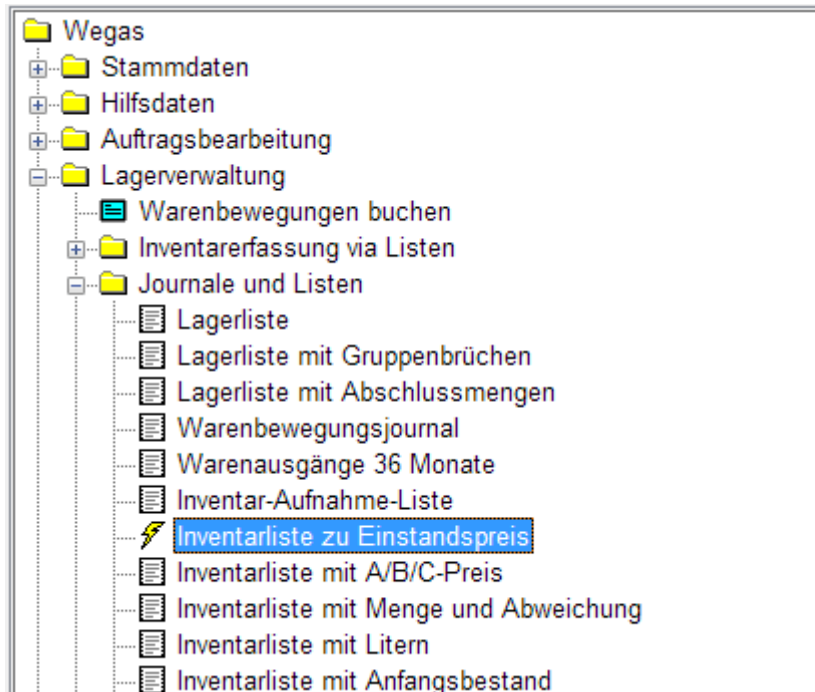 Wegas
Stammdaten
Hilfsdaten
Auftragsbearbeitung
Lagerverwaltung
Warenbewegungen buchen
Inventarerfassung via Listen
Journale und Listen
Lagerliste
Lagerliste mit Gruppenbrüchen
Lagerliste mit Abschlussmengen
Warenbewegungsjournal
Warenausgänge 36 Monate
Inventar-Aufnahme-Liste
Inventarliste zu Einstandspreis
Inventarliste mit A/B/C-Preis
Inventarliste mit Menge und Abweichung
Inventarliste mit Litern
Inventarliste mit Anfangsbestand